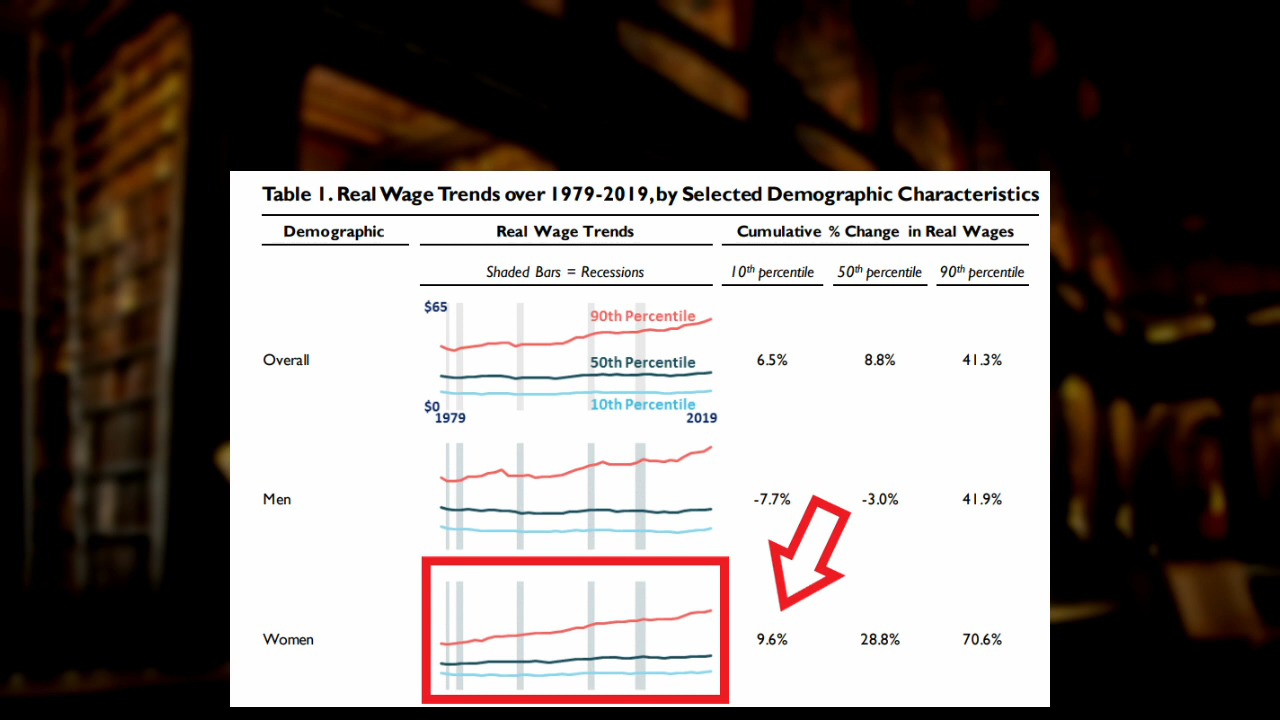 Table 1. Real Wage Trends over 1979-2019, by Selected Demographic Characteristics
Demographic Real Wage Trends Cumulative % Change in Real Wages
Shaded Bars = Recessions 10th percentile 50th percentile 90th percentile
$65
90th Percentile
Overall 50th Percentile 6.5% 8.8% 41.3%
10th Percentile
$0
1979 2019
Men -7.7% -3.0% 41.9%
Women 9.6% 28.8% 70.6%